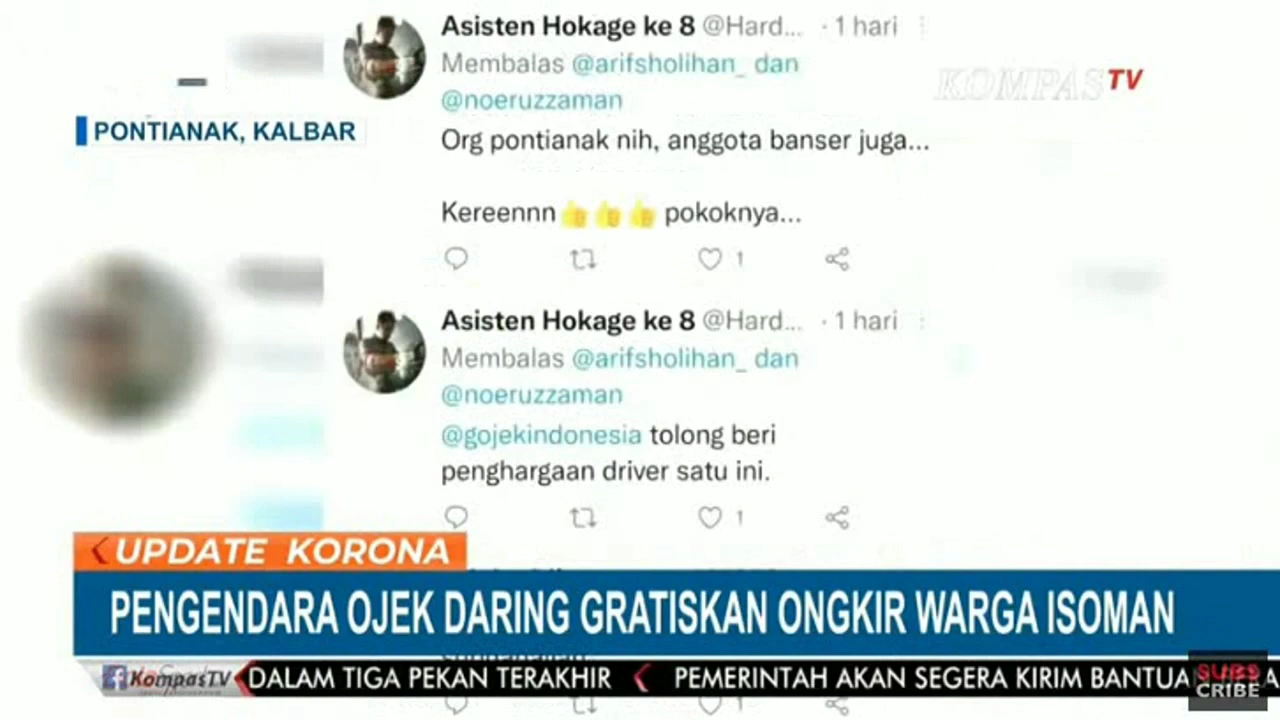 Asisten Hokage ke 8 @Hard... · 1 hari
Membalas @arifsholihan_ dan
@noeruzzaman
Org pontianak nih, anggota banser juga...
Kereennn👍👍👍 pokoknya...
1
KOMPASTV
PONTIANAK, KALBAR
Asisten Hokage ke 8 @Hard... · 1 hari
Membalas @arifsholihan_ dan
@noeruzzaman
@gojekindonesia tolong beri
penghargaan driver satu ini.
1
UPDATE KORONA
PENGENDARA OJEK DARING GRATISKAN ONGKIR WARGA ISOMAN
KompasTV
DALAM TIGA PEKAN TERAKHIR PEMERINTAH AKAN SEGERA KIRIM
SUBS
CRIBE